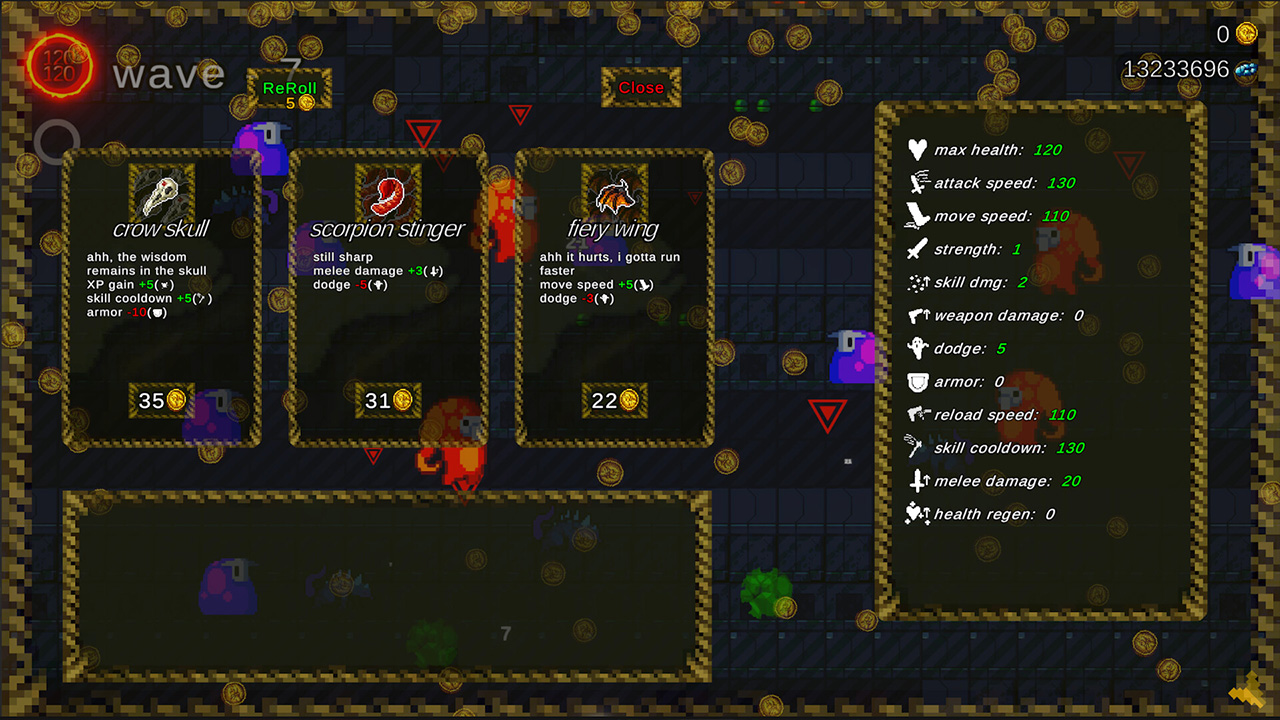 0
13233696
120
120
wave 7
ReRoll
5
Close
crow skull
ahh, the wisdom
remains in the skull
XP gain +5( )
skill cooldown +5( )
armor -10( )
35
scorpion stinger
still sharp
melee damage +3( )
dodge -5( )
31
fiery wing
ahh it hurts, i gotta run
faster
move speed +5( )
dodge -3( )
22
max health: 120
attack speed: 130
move speed: 110
strength: 1
skill dmg: 2
weapon damage: 0
dodge: 5
armor: 0
reload speed: 110
skill cooldown: 130
melee damage: 20
health regen: 0
7